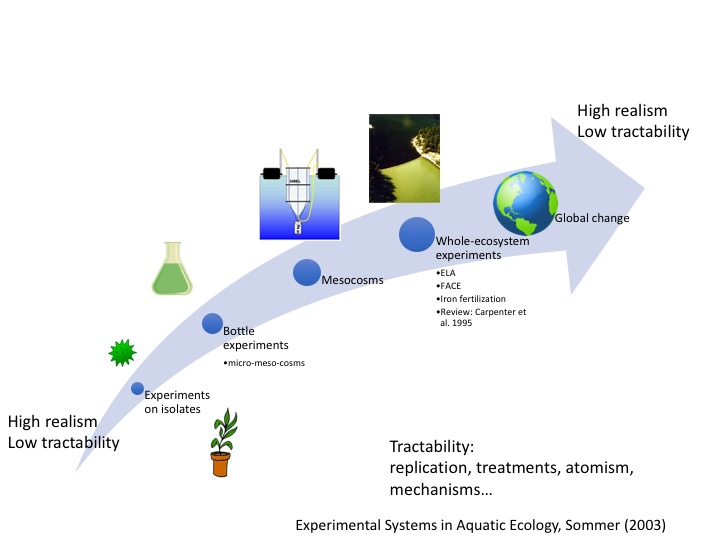 High realism
Low tractability
Global change
Whole-ecosystem
experiments
•ELA
•FACE
•Iron fertilization
•Review: Carpenter et
al. 1995
Mesocosms
Bottle
experiments
•micro-meso-cosms
Experiments
on isolates
High realism
Low tractability
Tractability:
replication, treatments, atomism,
mechanisms…
Experimental Systems in Aquatic Ecology, Sommer (2003)